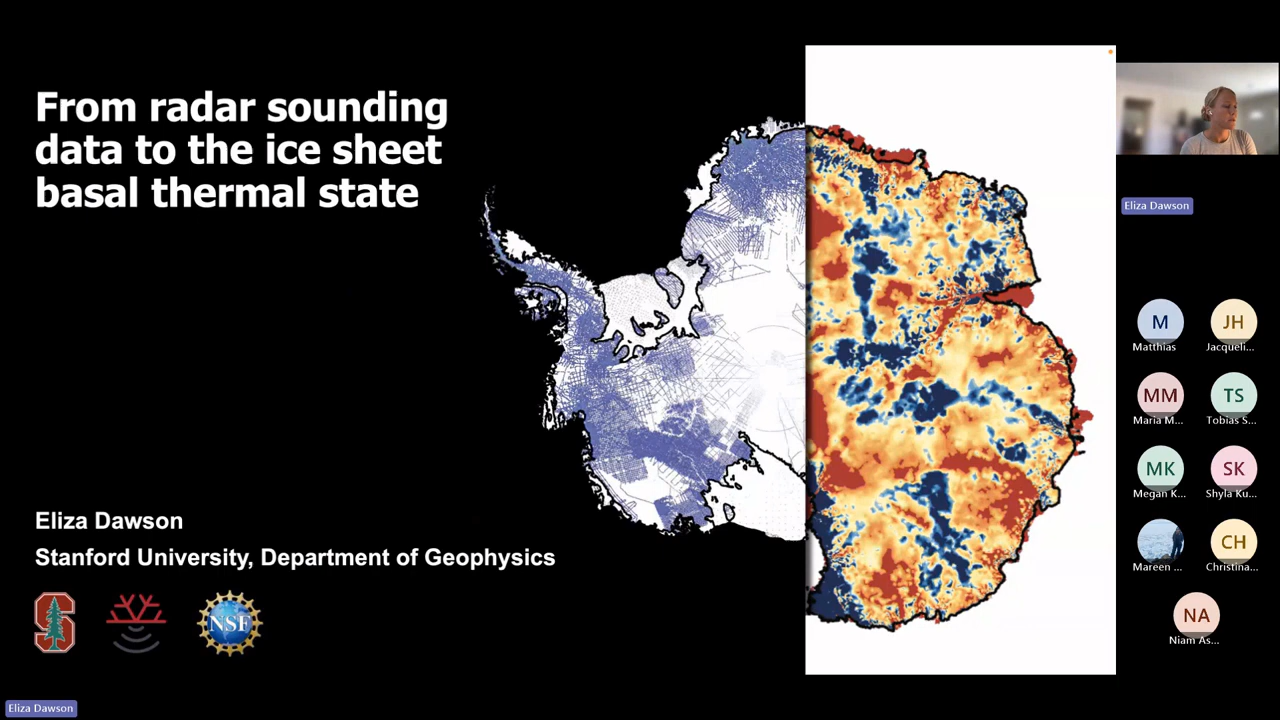 From radar sounding
data to the ice sheet
basal thermal state
Eliza Dawson
Stanford University, Department of Geophysics
S
NSF
Eliza Dawson
M
Matthias
JH
Jacqueli...
MM
Maria M...
TS
Tobias S...
MK
Megan K...
SK
Shyla Ku...
Mareen ...
CH
Christina...
NA
Niam As...
Eliza Dawson